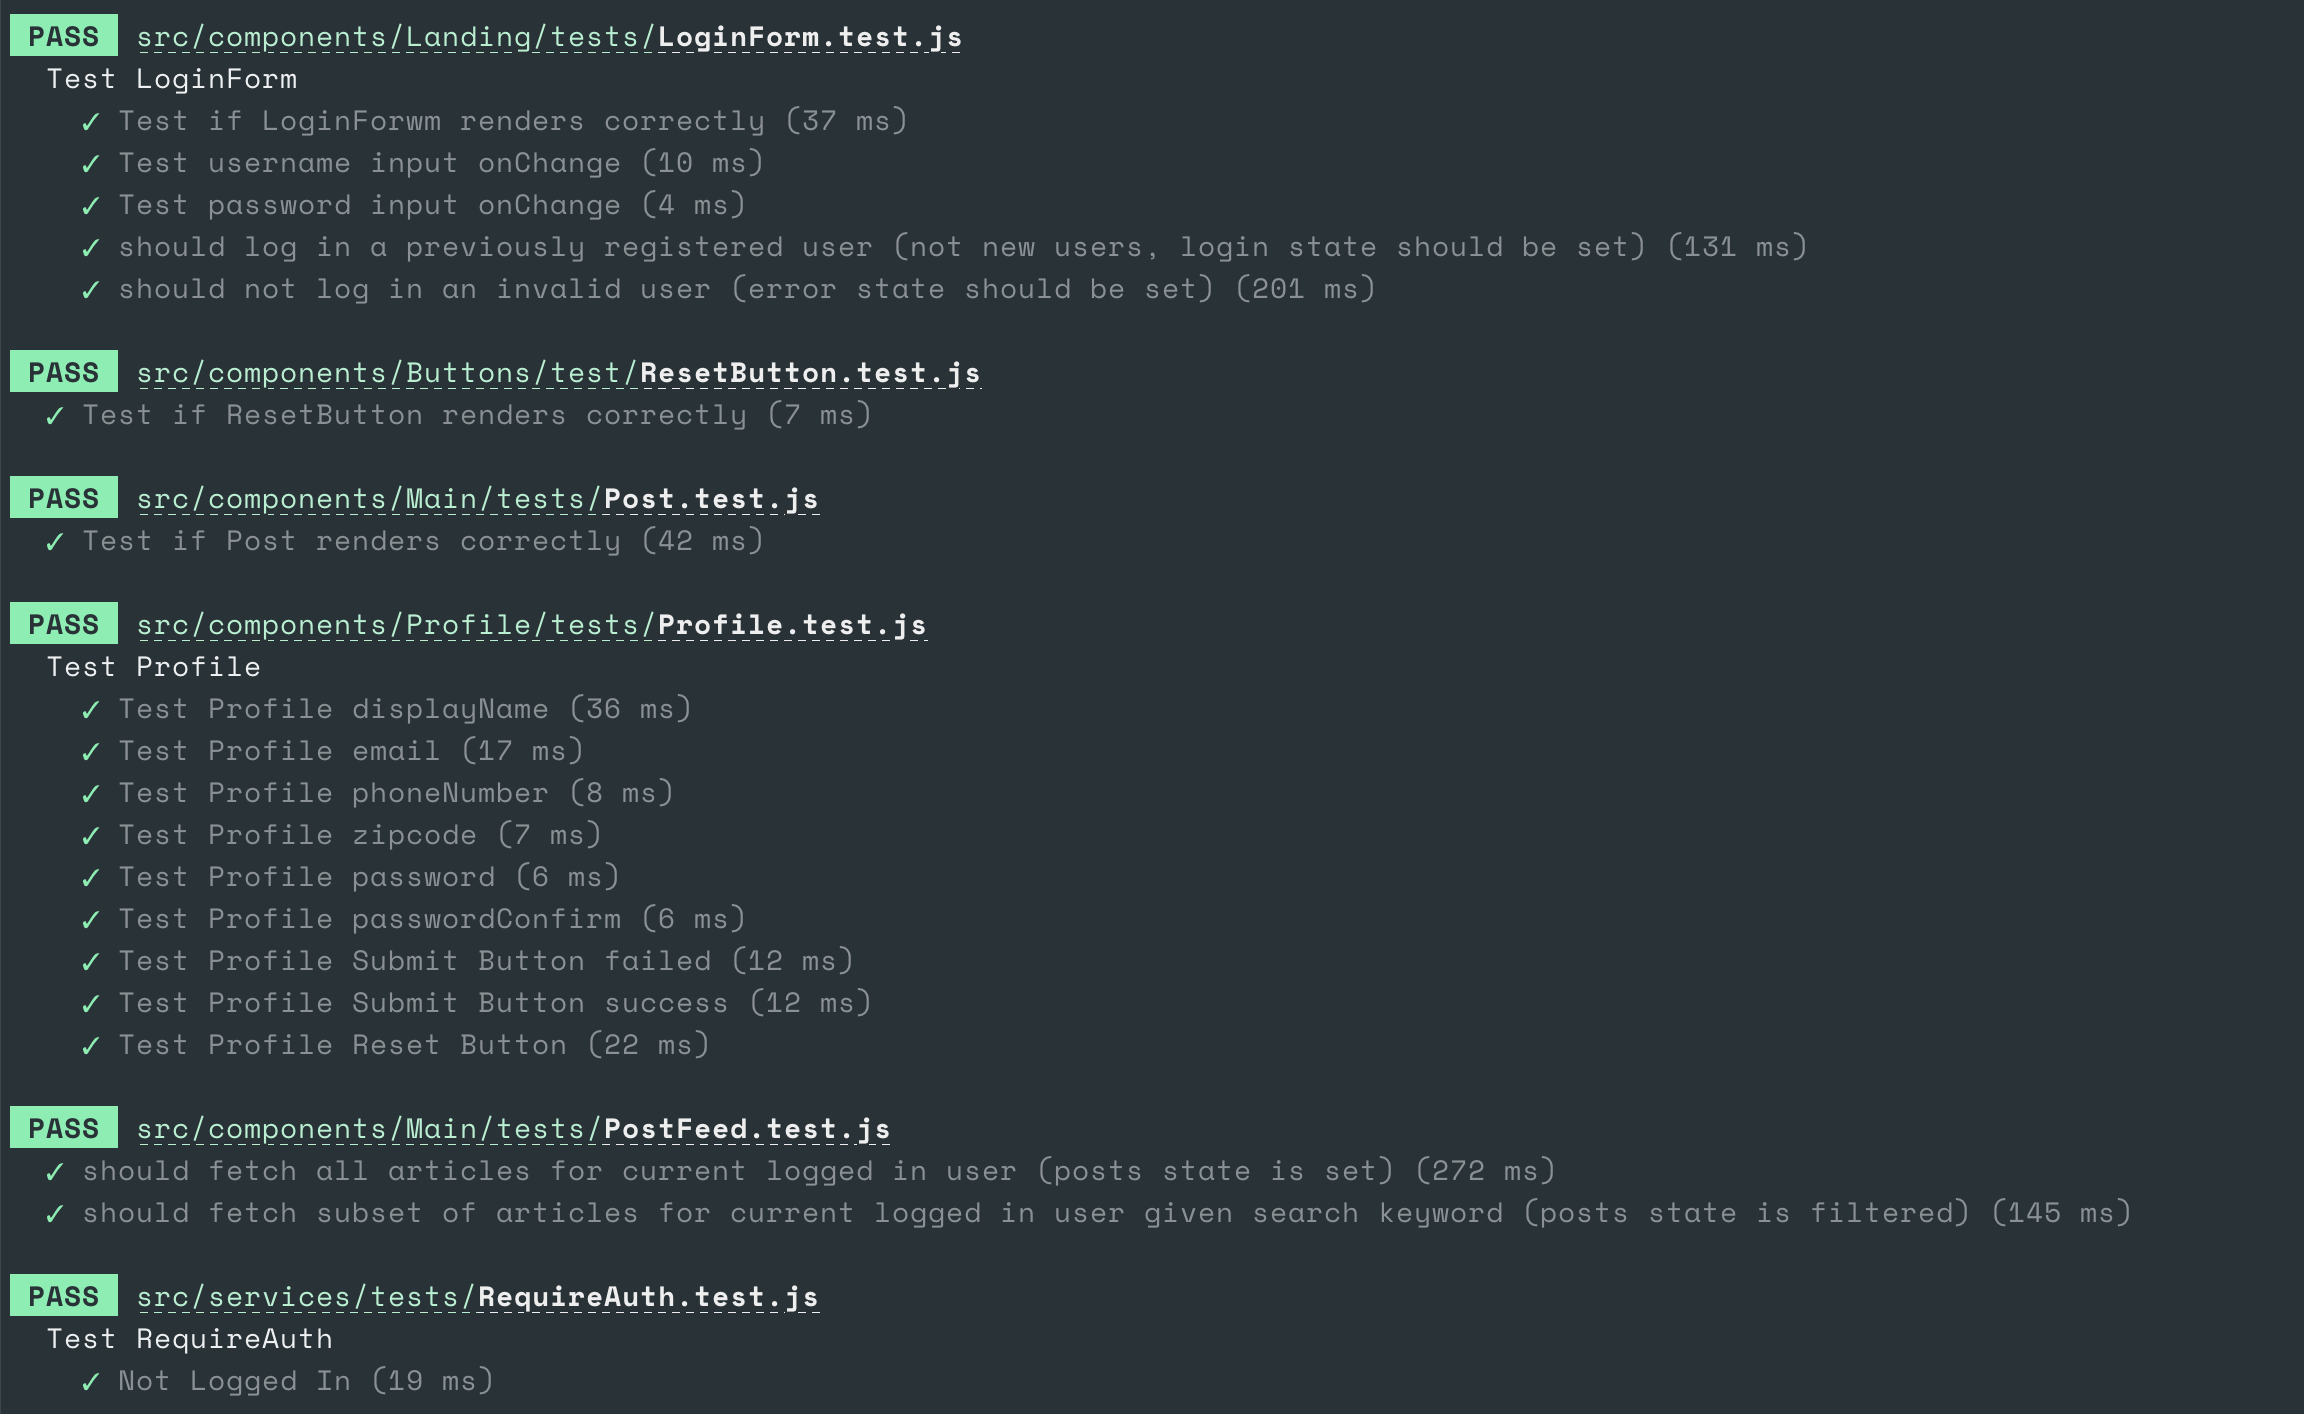 PASS src/components/Landing/tests/LoginForm.test.js
Test LoginForm
✓ Test if LoginForwm renders correctly (37 ms)
✓ Test username input onChange (10 ms)
✓ Test password input onChange (4 ms)
✓ should log in a previously registered user (not new users, login state should be set) (131 ms)
✓ should not log in an invalid user (error state should be set) (201 ms)
PASS src/components/Buttons/test/ResetButton.test.js
✓ Test if ResetButton renders correctly (7 ms)
PASS src/components/Main/tests/Post.test.js
✓ Test if Post renders correctly (42 ms)
PASS src/components/Profile/tests/Profile.test.js
Test Profile
✓ Test Profile displayName (36 ms)
✓ Test Profile email (17 ms)
✓ Test Profile phoneNumber (8 ms)
✓ Test Profile zipcode (7 ms)
✓ Test Profile password (6 ms)
✓ Test Profile passwordConfirm (6 ms)
✓ Test Profile Submit Button failed (12 ms)
✓ Test Profile Submit Button success (12 ms)
✓ Test Profile Reset Button (22 ms)
PASS src/components/Main/tests/PostFeed.test.js
✓ should fetch all articles for current logged in user (posts state is set) (272 ms)
✓ should fetch subset of articles for current logged in user given search keyword (posts state is filtered) (145 ms)
PASS src/services/tests/RequireAuth.test.js
Test RequireAuth
✓ Not Logged In (19 ms)